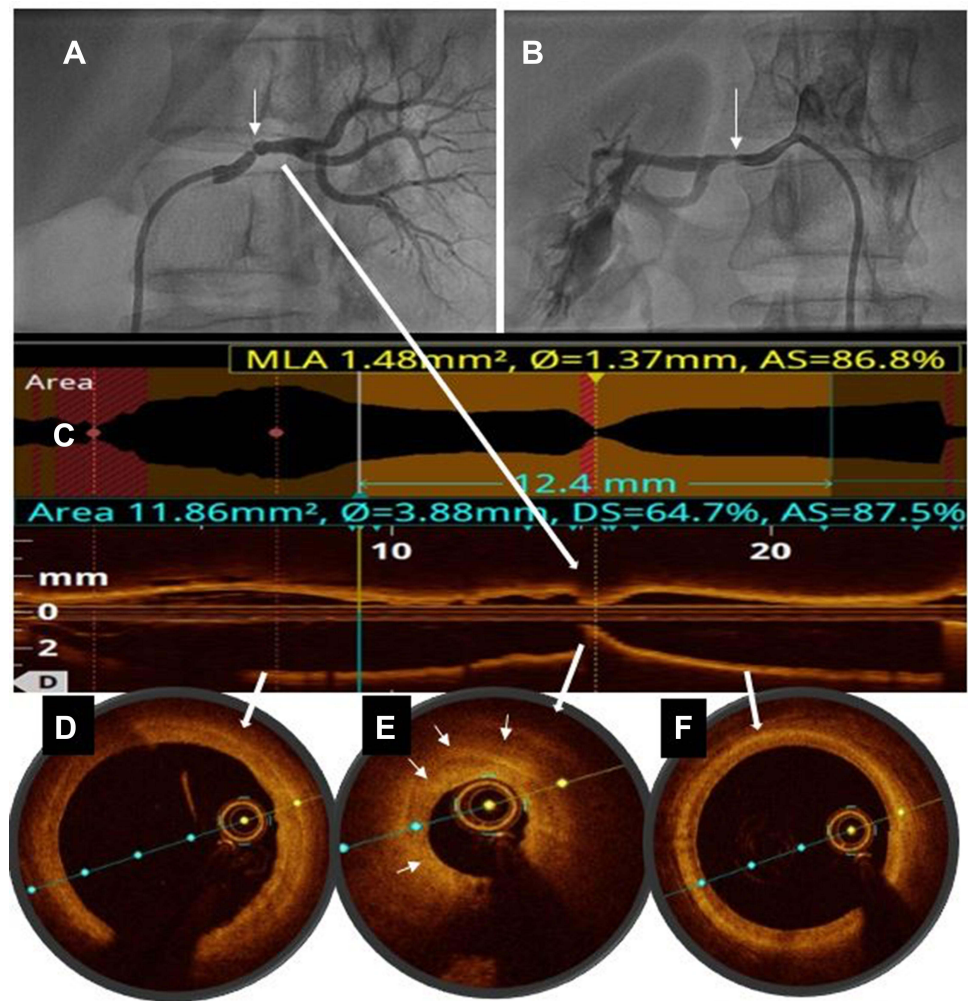 A
B
MLA 1.48mm², Ø=1.37mm, AS=86.8%
Area
C
12.4 mm
Area 11.86mm², Ø=3.88mm, DS=64.7%, AS=87.5%
10
20
mm
0
2
D
D
E
F